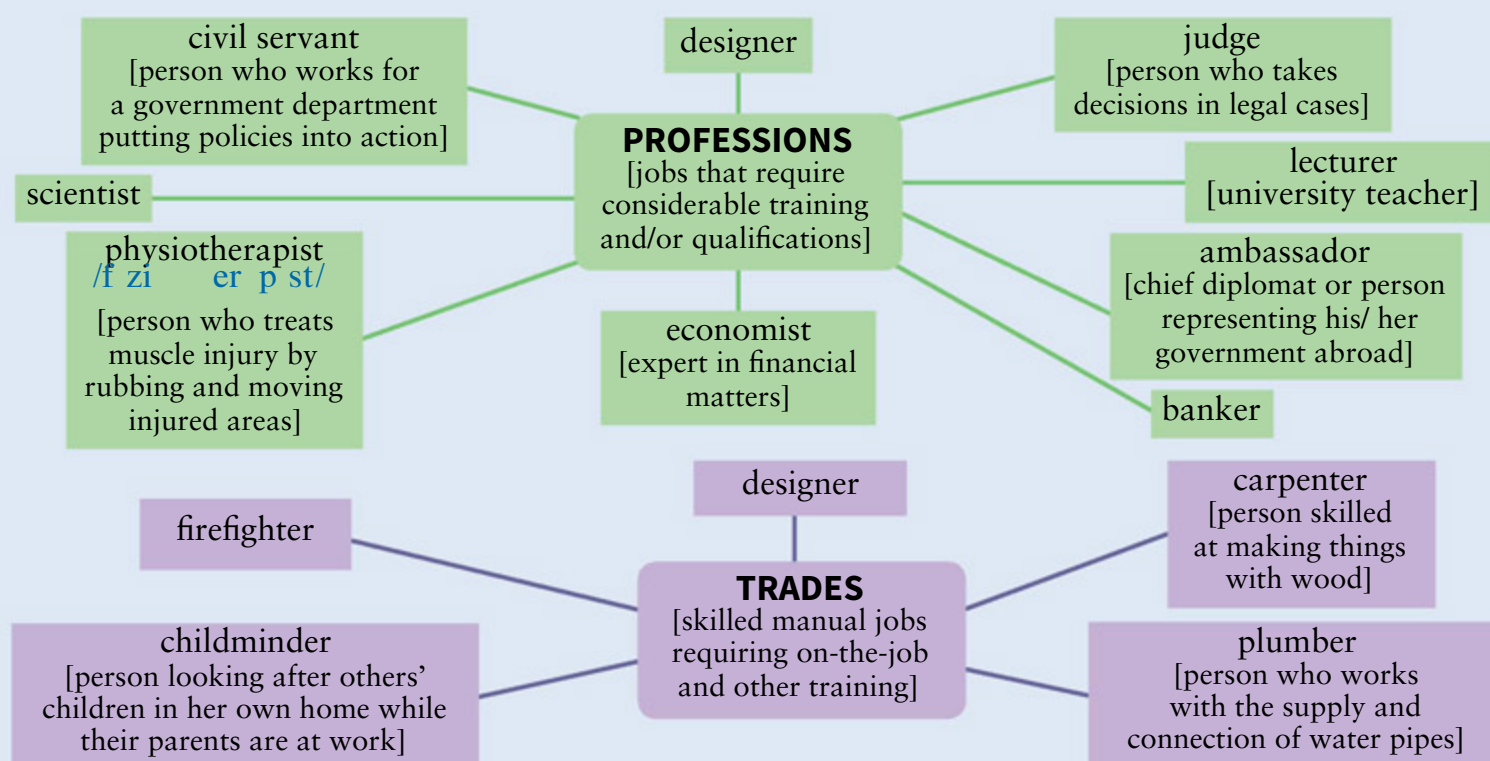 civil servant
[person who works for
a government department
putting policies into action]
designer
judge
[person who takes
decisions in legal cases]
PROFESSIONS
[jobs that require
considerable training
and/or qualifications]
lecturer
[university teacher]
scientist
physiotherapist
/f zi er p st/
[person who treats
muscle injury by
rubbing and moving
injured areas]
ambassador
[chief diplomat or person
representing his/ her
government abroad]
economist
[expert in financial
matters]
banker
designer
firefighter
carpenter
[person skilled
at making things
with wood]
TRADES
[skilled manual jobs
requiring on-the-job
and other training]
childminder
[person looking after others’
children in her own home while
their parents are at work]
plumber
[person who works
with the supply and
connection of water pipes]